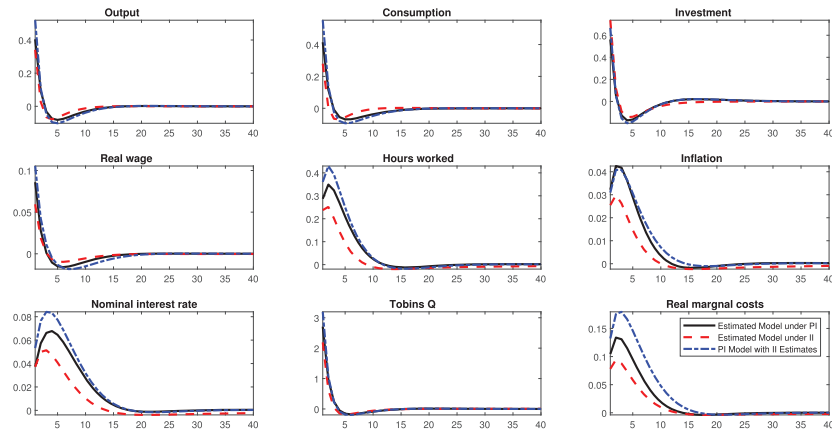 Output
Consumption
Investment
0.4
0.2
0
5 10 15 20 25 30 35 40
0.4
0.2
0
5 10 15 20 25 30 35 40
0.6
0.4
0.2
0
5 10 15 20 25 30 35 40
Real wage
Hours worked
Inflation
0.1
0.05
0
5 10 15 20 25 30 35 40
0.4
0.3
0.2
0.1
0
5 10 15 20 25 30 35 40
0.04
0.03
0.02
0.01
0
5 10 15 20 25 30 35 40
Nominal interest rate
Tobins Q
Real margnal costs
0.08
0.06
0.04
0.02
0
5 10 15 20 25 30 35 40
3
2
1
0
5 10 15 20 25 30 35 40
0.15
0.1
0.05
0
5 10 15 20 25 30 35 40
Estimated Model under PI
Estimated Model under II
PI Model with II Estimates